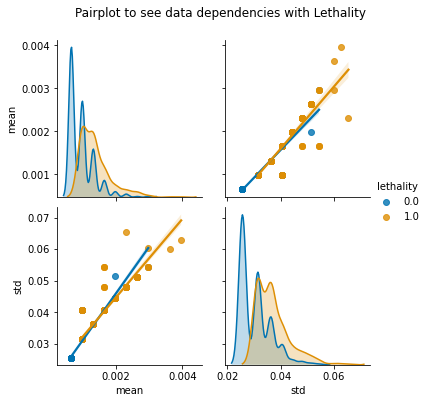 Pairplot to see data dependencies with Lethality
0.004
0.003
0.002
0.001
mean
lethality
0.0
1.0
0.07
0.06
0.05
0.04
0.03
std
0.002
0.004
mean
0.02
0.04
0.06
std